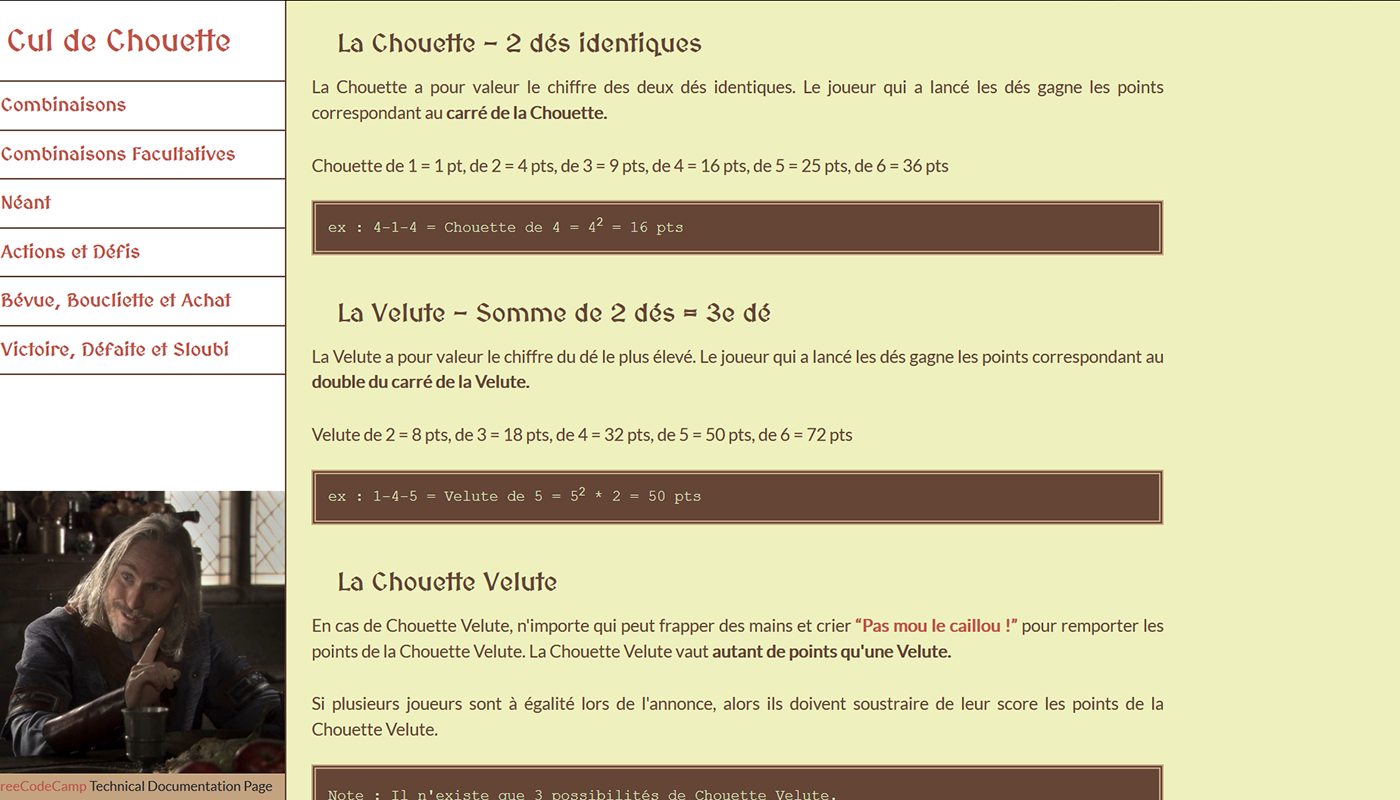 Cul de Chouette
Combinaisons
Combinaisons Facultatives
Néant
Actions et Défis
Bévue, Boucliette et Achat
Victoire, Défaite et Sloubi
reeCodeCamp Technical Documentation Page
La Chouette – 2 dés identiques
La Chouette a pour valeur le chiffre des deux dés identiques. Le joueur qui a lancé les dés gagne les points
correspondant au carré de la Chouette.
Chouette de 1 = 1 pt, de 2 = 4 pts, de 3 = 9 pts, de 4 = 16 pts, de 5 = 25 pts, de 6 = 36 pts
ex : 4-1-4 = Chouette de 4 = 4² = 16 pts
La Velute – Somme de 2 dés = 3e dé
La Velute a pour valeur le chiffre du dé le plus élevé. Le joueur qui a lancé les dés gagne les points correspondant au
double du carré de la Velute.
Velute de 2 = 8 pts, de 3 = 18 pts, de 4 = 32 pts, de 5 = 50 pts, de 6 = 72 pts
ex : 1-4-5 = Velute de 5 = 5² * 2 = 50 pts
La Chouette Velute
En cas de Chouette Velute, n'importe qui peut frapper des mains et crier “Pas mou le caillou !” pour remporter les
points de la Chouette Velute. La Chouette Velute vaut autant de points qu'une Velute.
Si plusieurs joueurs sont à égalité lors de l'annonce, alors ils doivent soustraire de leur score les points de la
Chouette Velute.
Note : Il n'existe que 3 possibilités de Chouette Velute.